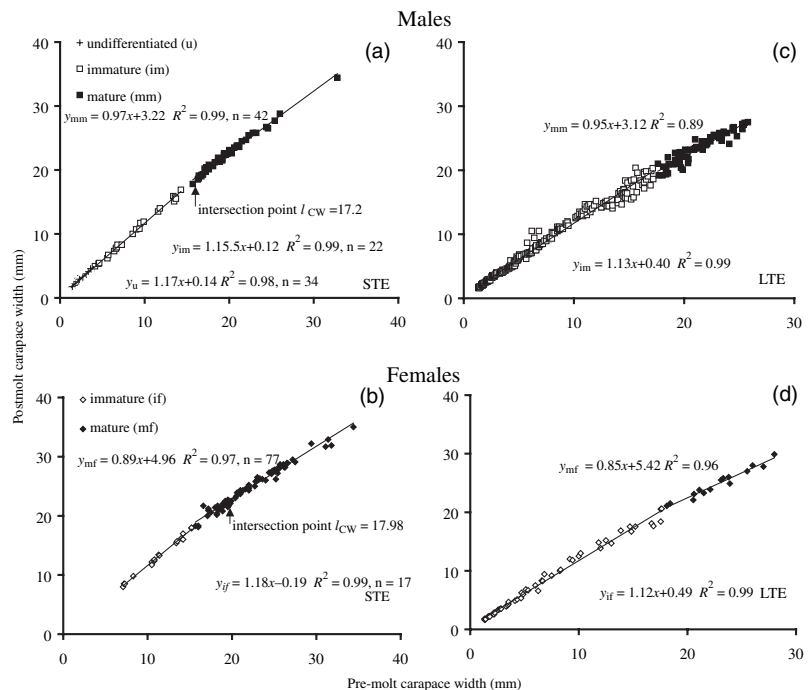 Males
40
30
20
10
0
(a)
+ undifferentiated (u)
immature (im)
mature (mm)
y_mm = 0.97x+3.22 R² = 0.99, n = 42
intersection point l_CW =17.2
y_im = 1.15.5x+0.12 R² = 0.99, n = 22
y_u = 1.17x+0.14 R² = 0.98, n = 34
STE
0 10 20 30 40
40
30
20
10
0
(c)
y_mm = 0.95x+3.12 R² = 0.89
y_im = 1.13x+0.40 R² = 0.99
LTE
0 10 20 30
Postmolt carapace width (mm)
Females
40
30
20
10
0
(b)
immature (if)
mature (mf)
y_mf = 0.89x+4.96 R² = 0.97, n = 77
intersection point l_CW = 17.98
y_if = 1.18x–0.19 R² = 0.99, n = 17
STE
0 10 20 30 40
40
30
20
10
0
(d)
y_mf = 0.85x+5.42 R² = 0.96
y_if = 1.12x+0.49 R² = 0.99 LTE
0 10 20 30
Pre-molt carapace width (mm)